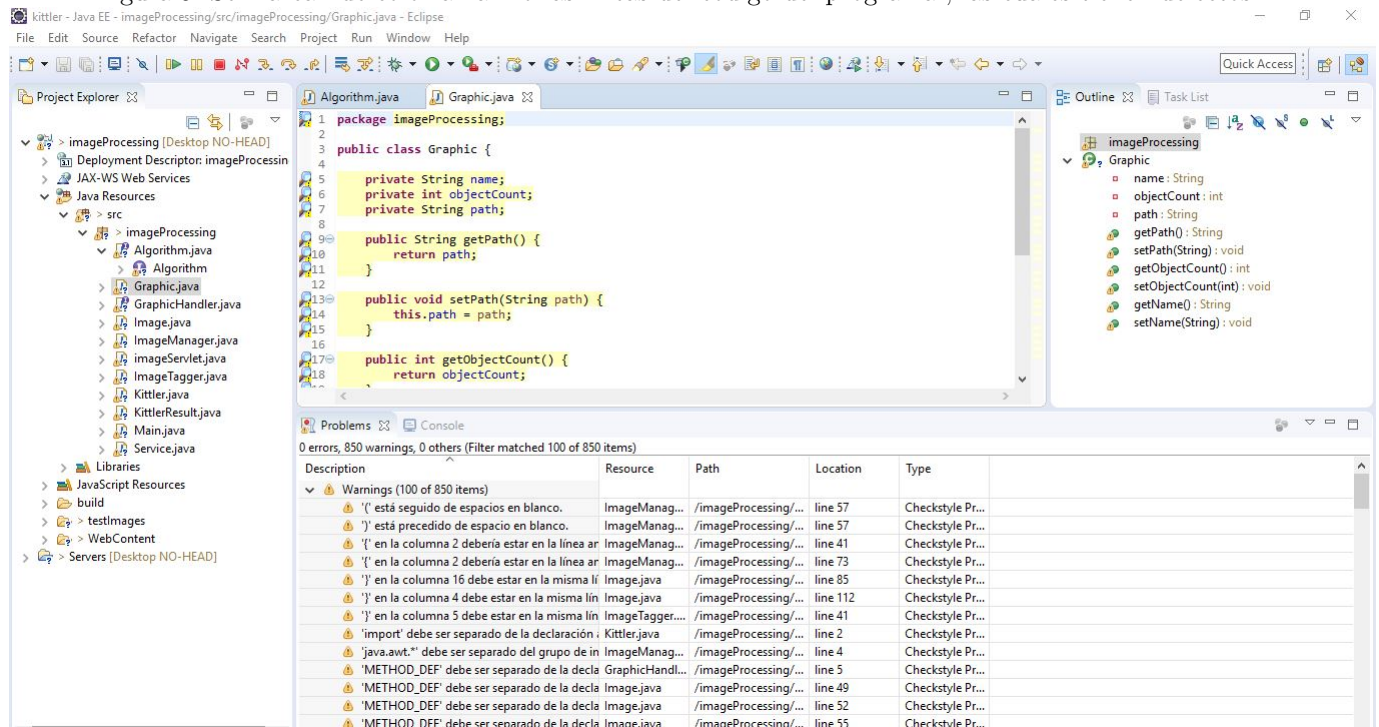 kittler - Java EE - imageProcessing/src/imageProcessing/Graphic.java - Eclipse
File Edit Source Refactor Navigate Search Project Run Window Help
Quick Access
Project Explorer
> imageProcessing [Desktop NO-HEAD]
Deployment Descriptor: imageProcessin
JAX-WS Web Services
Java Resources
> src
> imageProcessing
Algorithm.java
Algorithm
Graphic.java
GraphicHandler.java
Image.java
ImageManager.java
imageServlet.java
ImageTagger.java
Kittler.java
KittlerResult.java
Main.java
Service.java
Libraries
JavaScript Resources
build
> testImages
> WebContent
> Servers [Desktop NO-HEAD]
Algorithm.java Graphic.java
1 package imageProcessing;
2
3 public class Graphic {
4
5 private String name;
6 private int objectCount;
7 private String path;
8
9 public String getPath() {
10 return path;
11 }
12
13 public void setPath(String path) {
14 this.path = path;
15 }
16
17 public int getObjectCount() {
18 return objectCount;
Outline Task List
imageProcessing
Graphic
name : String
objectCount : int
path : String
getPath() : String
setPath(String) : void
getObjectCount() : int
setObjectCount(int) : void
getName() : String
setName(String) : void
Problems Console
0 errors, 850 warnings, 0 others (Filter matched 100 of 850 items)
Description Resource Path Location Type
Warnings (100 of 850 items)
'(' está seguido de espacios en blanco. ImageManag... /imageProcessing/... line 57 Checkstyle Pr...
')' está precedido de espacio en blanco. ImageManag... /imageProcessing/... line 57 Checkstyle Pr...
'{' en la columna 2 debería estar en la línea ar ImageManag... /imageProcessing/... line 41 Checkstyle Pr...
'{' en la columna 2 debería estar en la línea ar ImageManag... /imageProcessing/... line 73 Checkstyle Pr...
'}' en la columna 16 debe estar en la misma lí Image.java /imageProcessing/... line 85 Checkstyle Pr...
'}' en la columna 4 debe estar en la misma lín Image.java /imageProcessing/... line 112 Checkstyle Pr...
'}' en la columna 5 debe estar en la misma lín ImageTagger.... /imageProcessing/... line 41 Checkstyle Pr...
'import' debe ser separado de la declaración Kittler.java /imageProcessing/... line 2 Checkstyle Pr...
'java.awt.*' debe ser separado del grupo de in ImageManag... /imageProcessing/... line 4 Checkstyle Pr...
'METHOD_DEF' debe ser separado de la decla GraphicHandl... /imageProcessing/... line 5 Checkstyle Pr...
'METHOD_DEF' debe ser separado de la decla Image.java /imageProcessing/... line 49 Checkstyle Pr...
'METHOD_DEF' debe ser separado de la decla Image.java /imageProcessing/... line 52 Checkstyle Pr...
'METHOD_DEF' debe ser separado de la decla Image.java /imageProcessing/... line 55 Checkstyle Pr...